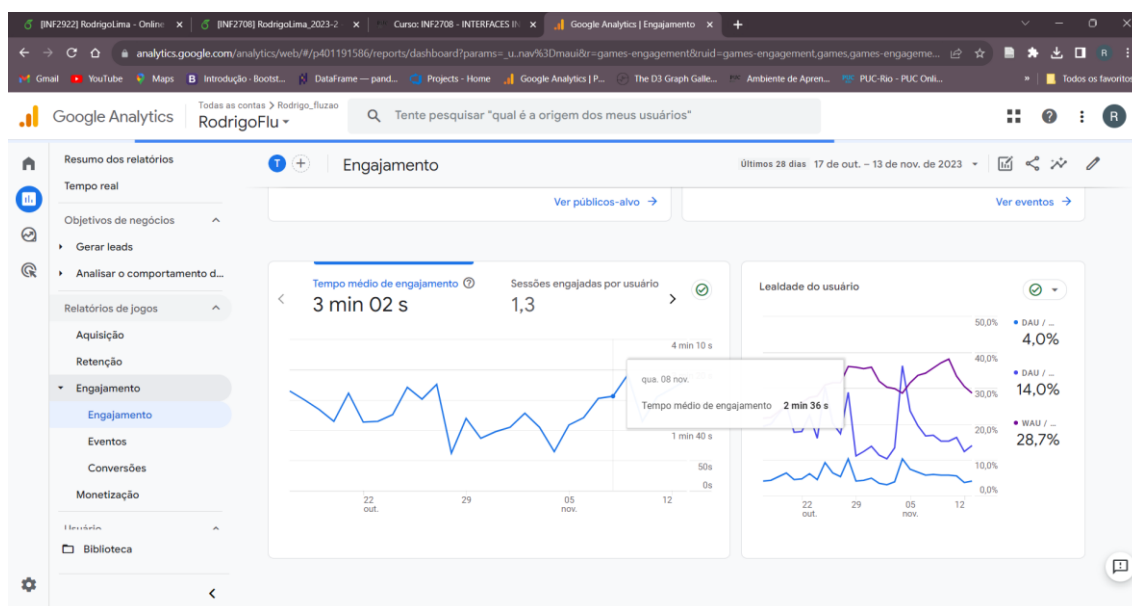 [INF2922] RodrigoLima - Online
[INF2708] RodrigoLima_2023-2
Curso: INF2708 - INTERFACES IN
Google Analytics | Engajamento
analytics.google.com/analytics/web/#/p401191586/reports/dashboard?params=_u..nav%3Dmaui&r=games-engagement&ruid=games-engagement,games,games-engageme...
Gmail YouTube Maps Introdução - Bootst... DataFrame — pand... Projects - Home Google Analytics | P... The D3 Graph Galle... Ambiente de Apren... PUC-Rio - PUC Onli... » Todos os favoritos
Google Analytics
Todas as contas > Rodrigo_fluzao
RodrigoFlu
Tente pesquisar "qual é a origem dos meus usuários"
R
Resumo dos relatórios
Tempo real
Objetivos de negócios
Gerar leads
Analisar o comportamento d...
Relatórios de jogos
Aquisição
Retenção
Engajamento
Engajamento
Eventos
Conversões
Monetização
Usuário
Biblioteca
T
Engajamento
Últimos 28 dias 17 de out. – 13 de nov. de 2023
Ver públicos-alvo →
Ver eventos →
Tempo médio de engajamento
3 min 02 s
Sessões engajadas por usuário
1,3
4 min 10 s
qua. 08 nov.
Tempo médio de engajamento 2 min 36 s
1 min 40 s
50s
0s
22 out.
29
05 nov.
12
Lealdade do usuário
50,0%
40,0%
30,0%
20,0%
10,0%
0,0%
22 out.
29
05 nov.
12
DAU / ...
4,0%
DAU / ...
14,0%
WAU / ...
28,7%